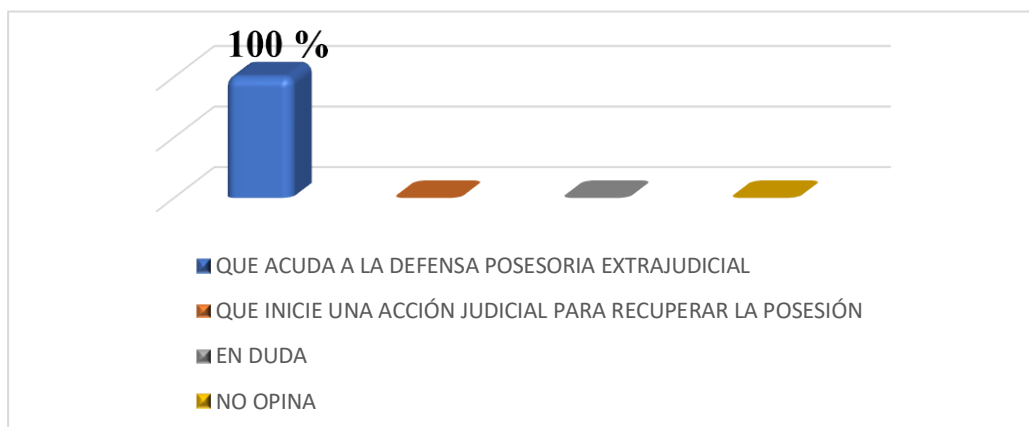 100 %
QUE ACUDA A LA DEFENSA POSESORIA EXTRAJUDICIAL
QUE INICIE UNA ACCIÓN JUDICIAL PARA RECUPERAR LA POSESIÓN
EN DUDA
NO OPINA